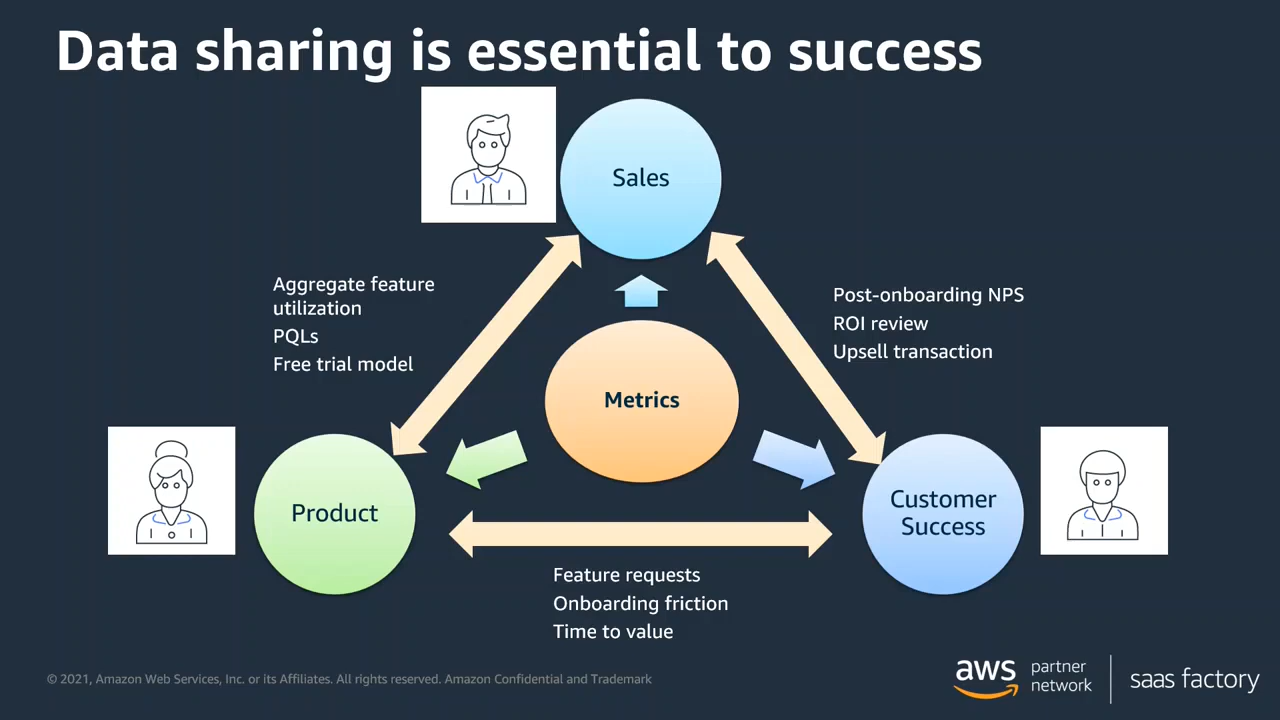 Data sharing is essential to success
Sales
Aggregate feature
utilization
PQLs
Free trial model
Post-onboarding NPS
ROI review
Upsell transaction
Metrics
Product
Customer
Success
Feature requests
Onboarding friction
Time to value
© 2021, Amazon Web Services, Inc. or its Affiliates. All rights reserved. Amazon Confidential and Trademark
aws
partner
network
saas factory